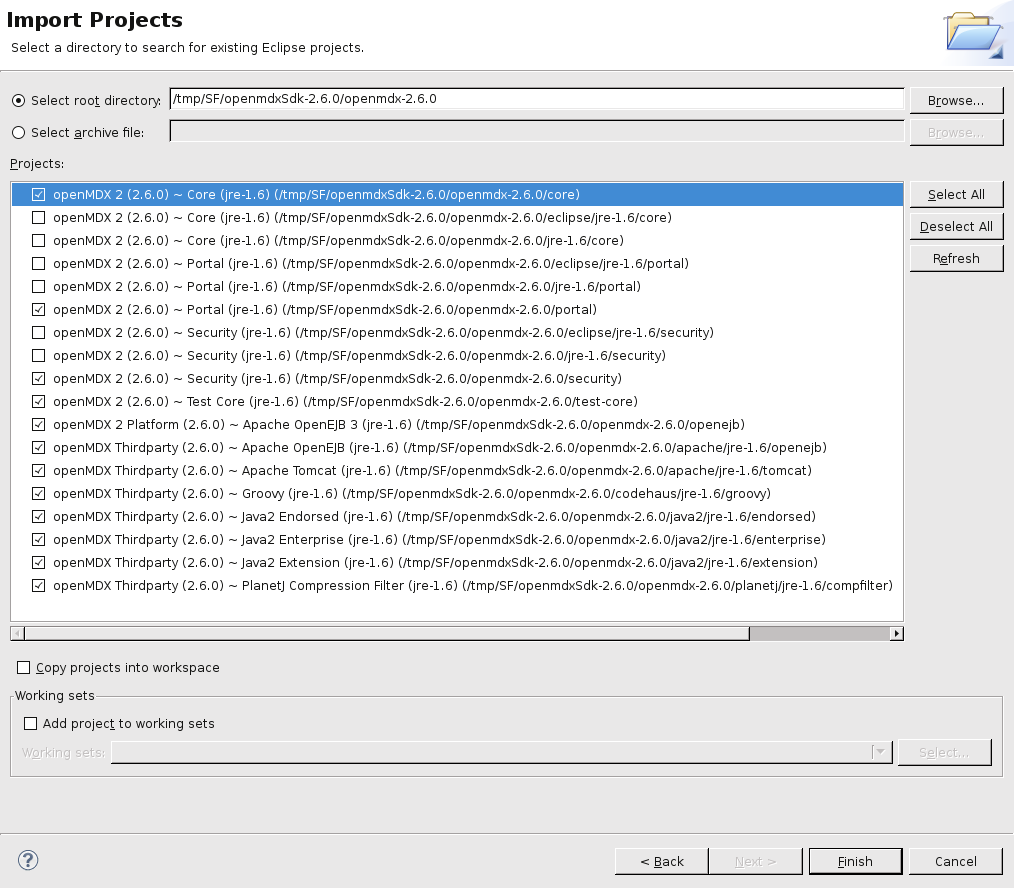 Import Projects
Select a directory to search for existing Eclipse projects.
Select root directory: /tmp/SF/openmdxSdk-2.6.0/openmdx-2.6.0 Browse...
Select archive file: Browse...
Projects:
openMDX 2 (2.6.0) ~ Core (jre-1.6) (/tmp/SF/openmdxSdk-2.6.0/openmdx-2.6.0/core) Select All
openMDX 2 (2.6.0) ~ Core (jre-1.6) (/tmp/SF/openmdxSdk-2.6.0/openmdx-2.6.0/eclipse/jre-1.6/core) Deselect All
openMDX 2 (2.6.0) ~ Core (jre-1.6) (/tmp/SF/openmdxSdk-2.6.0/openmdx-2.6.0/jre-1.6/core)
openMDX 2 (2.6.0) ~ Portal (jre-1.6) (/tmp/SF/openmdxSdk-2.6.0/openmdx-2.6.0/eclipse/jre-1.6/portal) Refresh
openMDX 2 (2.6.0) ~ Portal (jre-1.6) (/tmp/SF/openmdxSdk-2.6.0/openmdx-2.6.0/jre-1.6/portal)
openMDX 2 (2.6.0) ~ Portal (jre-1.6) (/tmp/SF/openmdxSdk-2.6.0/openmdx-2.6.0/portal)
openMDX 2 (2.6.0) ~ Security (jre-1.6) (/tmp/SF/openmdxSdk-2.6.0/openmdx-2.6.0/eclipse/jre-1.6/security)
openMDX 2 (2.6.0) ~ Security (jre-1.6) (/tmp/SF/openmdxSdk-2.6.0/openmdx-2.6.0/jre-1.6/security)
openMDX 2 (2.6.0) ~ Security (jre-1.6) (/tmp/SF/openmdxSdk-2.6.0/openmdx-2.6.0/security)
openMDX 2 (2.6.0) ~ Test Core (jre-1.6) (/tmp/SF/openmdxSdk-2.6.0/openmdx-2.6.0/test-core)
openMDX 2 Platform (2.6.0) ~ Apache OpenEJB 3 (jre-1.6) (/tmp/SF/openmdxSdk-2.6.0/openmdx-2.6.0/openejb)
openMDX Thirdparty (2.6.0) ~ Apache OpenEJB (jre-1.6) (/tmp/SF/openmdxSdk-2.6.0/openmdx-2.6.0/apache/jre-1.6/openejb)
openMDX Thirdparty (2.6.0) ~ Apache Tomcat (jre-1.6) (/tmp/SF/openmdxSdk-2.6.0/openmdx-2.6.0/apache/jre-1.6/tomcat)
openMDX Thirdparty (2.6.0) ~ Groovy (jre-1.6) (/tmp/SF/openmdxSdk-2.6.0/openmdx-2.6.0/codehaus/jre-1.6/groovy)
openMDX Thirdparty (2.6.0) ~ Java2 Endorsed (jre-1.6) (/tmp/SF/openmdxSdk-2.6.0/openmdx-2.6.0/java2/jre-1.6/endorsed)
openMDX Thirdparty (2.6.0) ~ Java2 Enterprise (jre-1.6) (/tmp/SF/openmdxSdk-2.6.0/openmdx-2.6.0/java2/jre-1.6/enterprise)
openMDX Thirdparty (2.6.0) ~ Java2 Extension (jre-1.6) (/tmp/SF/openmdxSdk-2.6.0/openmdx-2.6.0/java2/jre-1.6/extension)
openMDX Thirdparty (2.6.0) ~ PlanetJ Compression Filter (jre-1.6) (/tmp/SF/openmdxSdk-2.6.0/openmdx-2.6.0/planetj/jre-1.6/compfilter)
Copy projects into workspace
Working sets
Add project to working sets
Working sets: Select...
? < Back Next > Finish Cancel